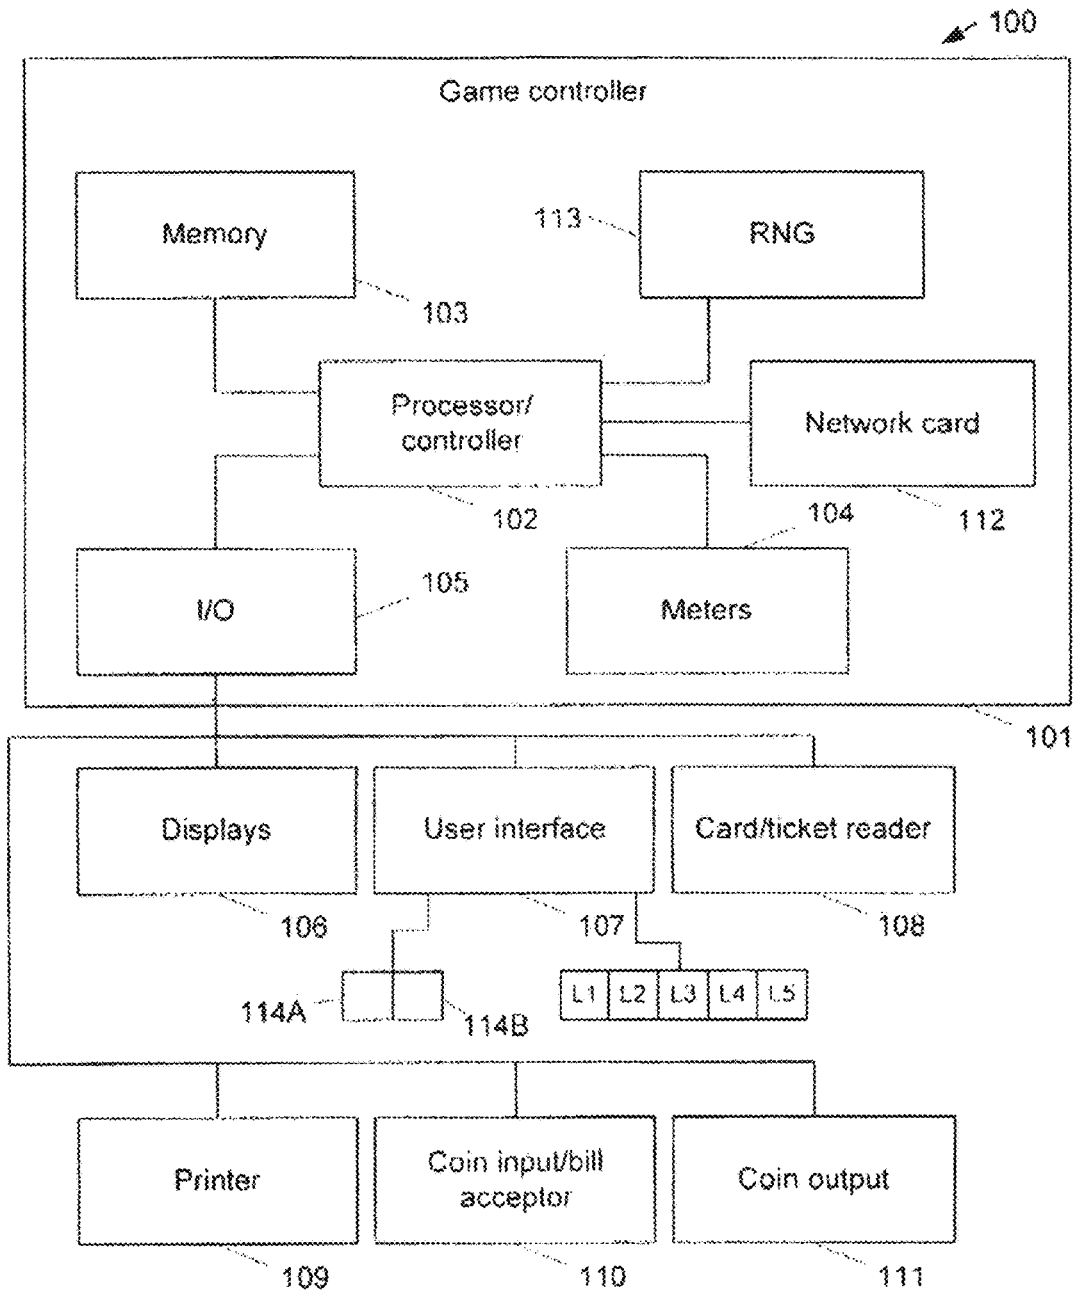 100
Game controller
Memory
113
RNG
103
Processor/
controller
Network card
102
104
112
I/O
105
Meters
101
Displays
User interface
Card/ticket reader
106
107
108
114A
114B
L1 L2 L3 L4 L5
Printer
Coin input/bill
acceptor
Coin output
109
110
111